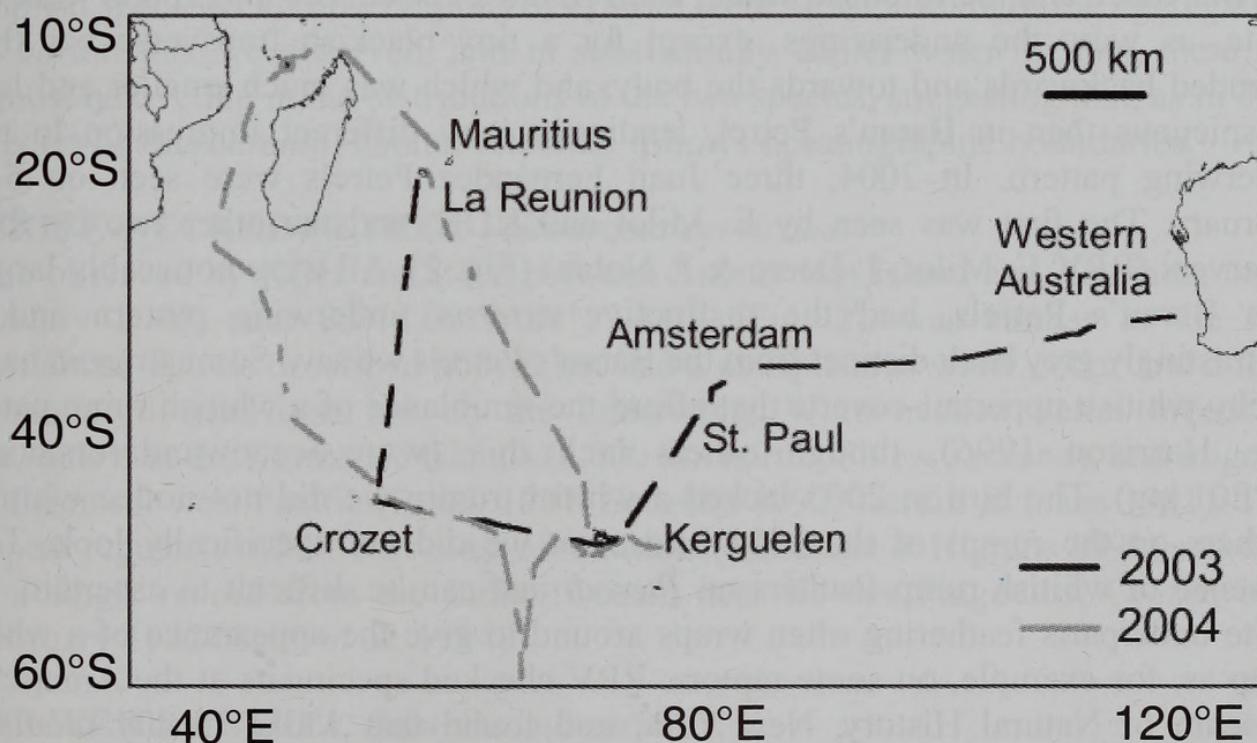 10°S
500 km
Mauritius
20°S
La Reunion
Western
Australia
Amsterdam
40°S
St. Paul
Crozet
Kerguelen
2003
2004
60°S
40°E
80°E
120°E